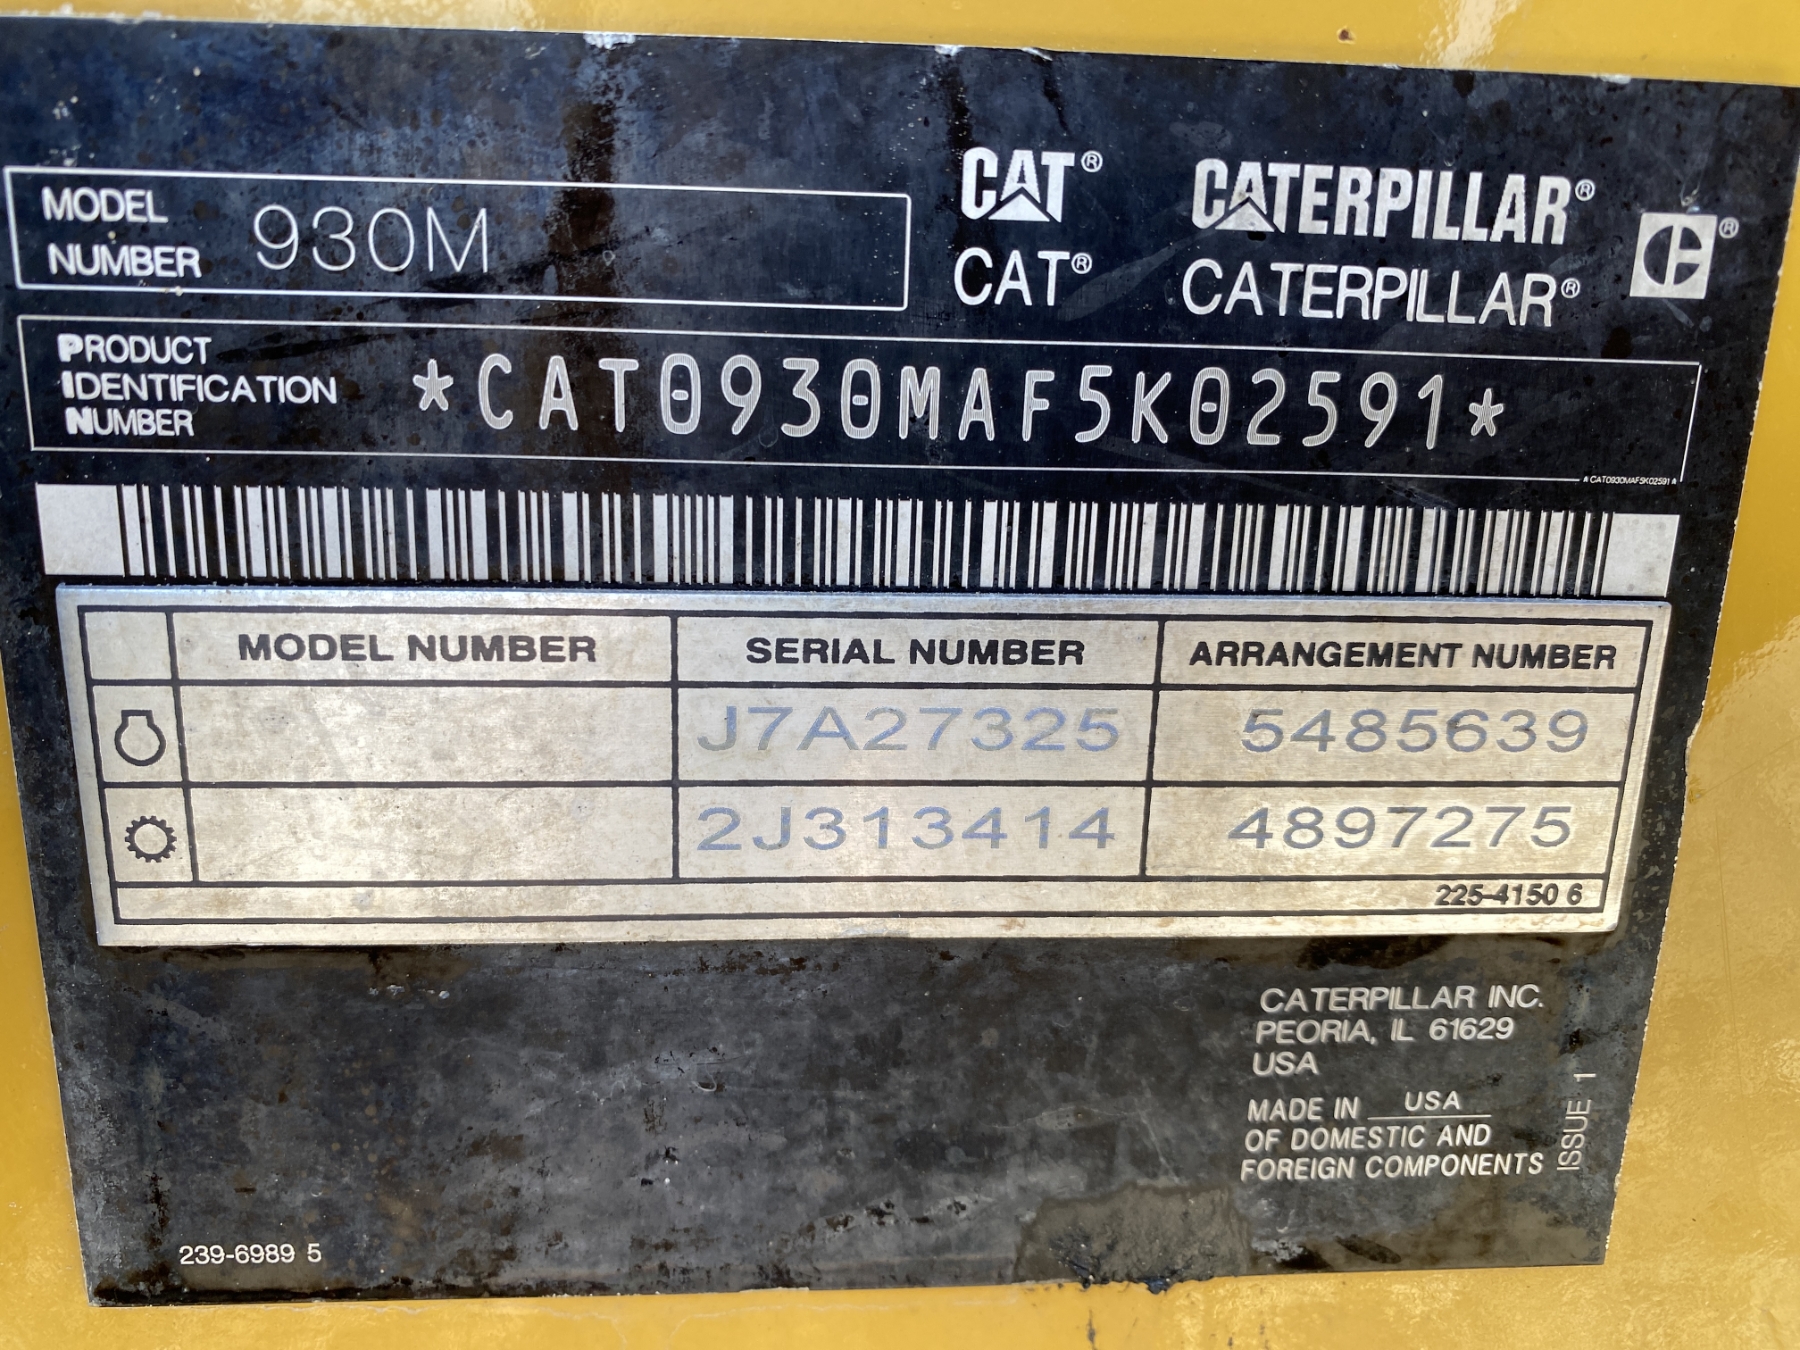 MODEL NUMBER 930M
CAT® CATERPILLAR®
CAT® CATERPILLAR®
PRODUCT IDENTIFICATION NUMBER *CAT0930MAF5K02591*
*CAT0930MAF5K02591*
MODEL NUMBER SERIAL NUMBER ARRANGEMENT NUMBER
J7A27325 5485639
2J313414 4897275
225-4150 6
CATERPILLAR INC.
PEORIA, IL 61629
USA
MADE IN USA
OF DOMESTIC AND
FOREIGN COMPONENTS
ISSUE 1
239-6989 5